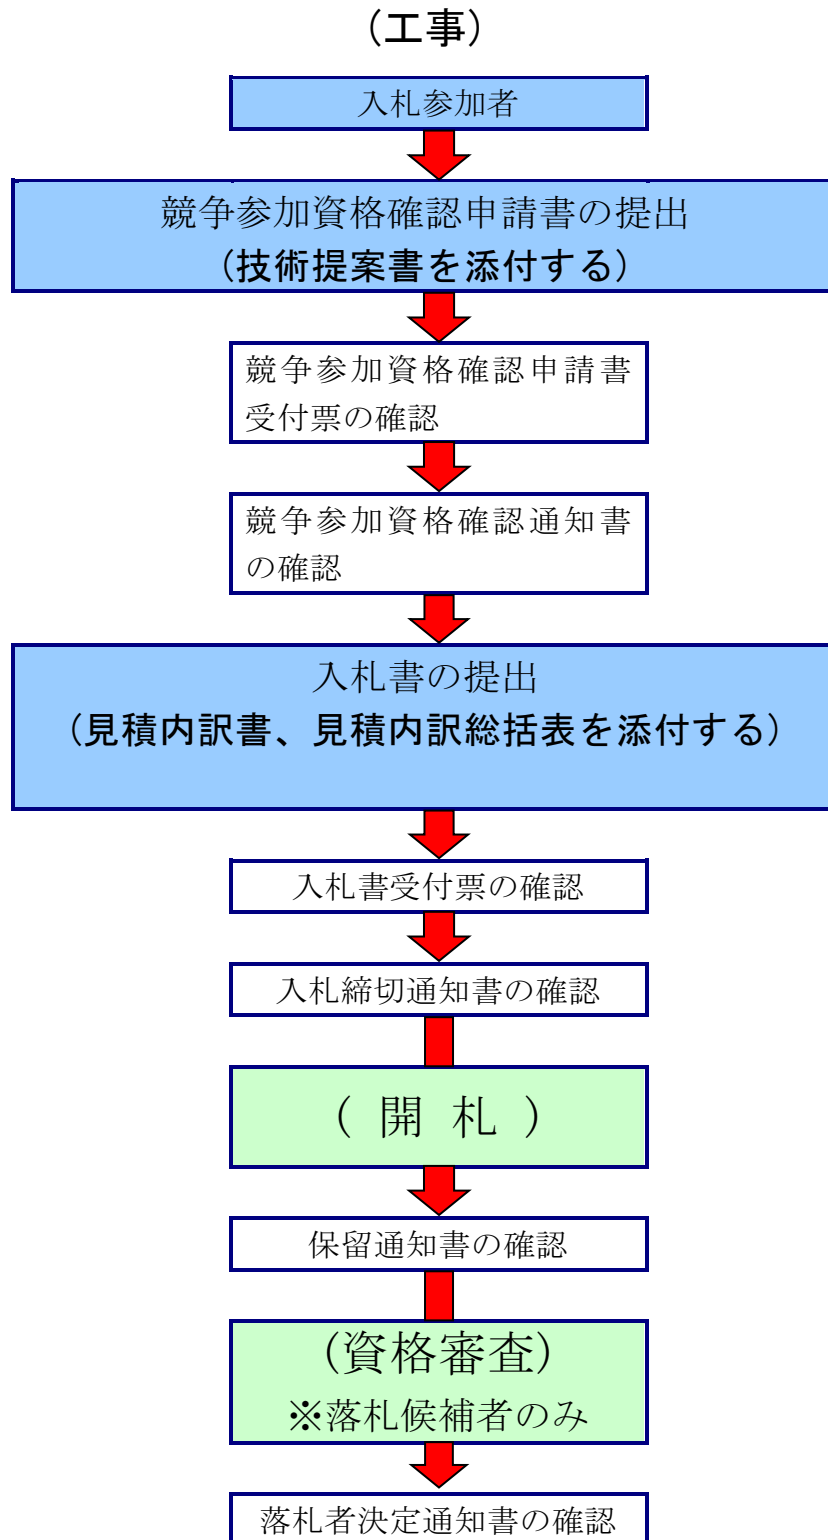 （工事）
入札参加者
競争参加資格確認申請書の提出
（技術提案書を添付する）
競争参加資格確認申請書
受付票の確認
競争参加資格確認通知書
の確認
入札書の提出
（見積内訳書、見積内訳総括表を添付する）
入札書受付票の確認
入札締切通知書の確認
（ 開 札 ）
保留通知書の確認
（資格審査）
※落札候補者のみ
落札者決定通知書の確認